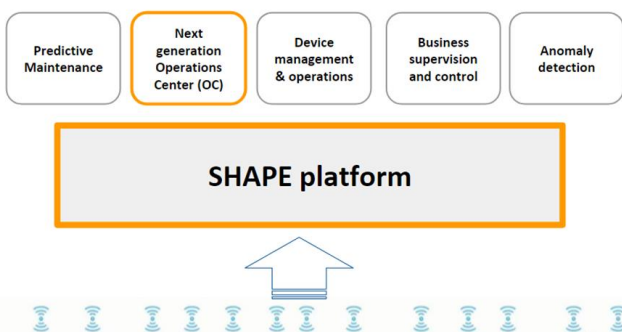 Predictive
Maintenance
Next
generation
Operations
Center (OC)
Device
management
& operations
Business
supervision
and control
Anomaly
detection
SHAPE platform